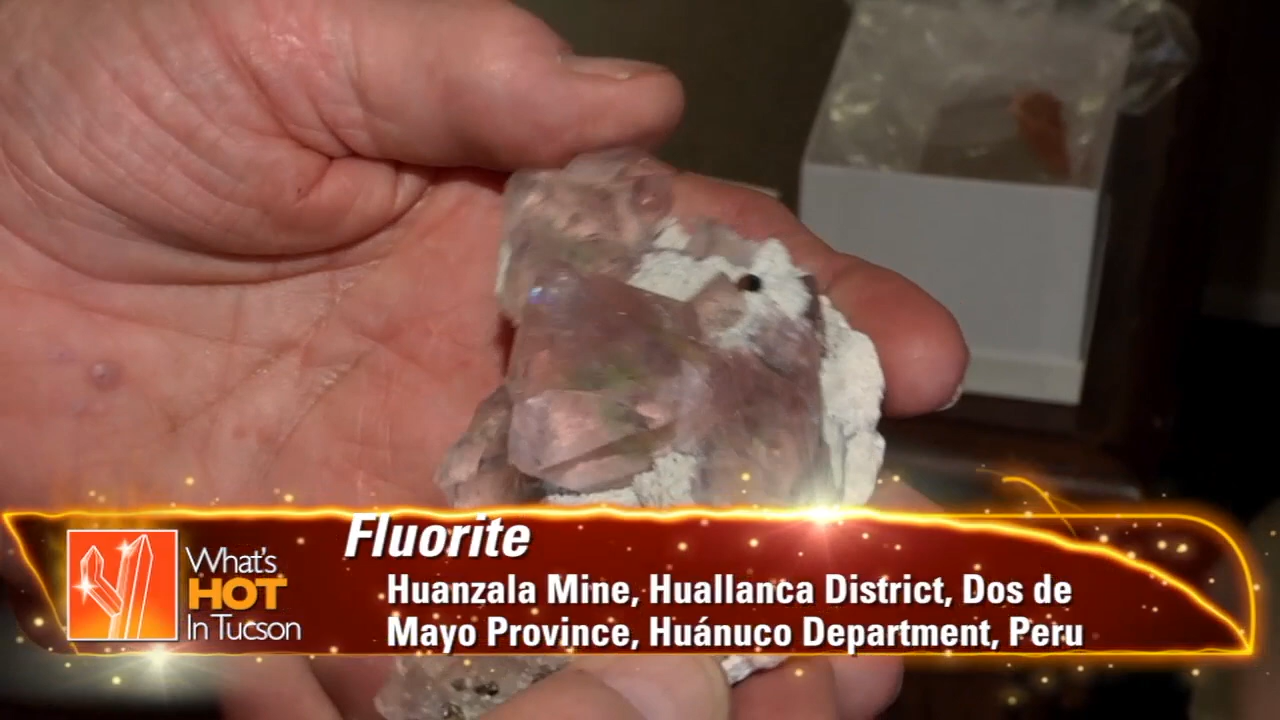 What's
HOT
In Tucson
Fluorite
Huanzala Mine, Huallanca District, Dos de
Mayo Province, Huánuco Department, Peru